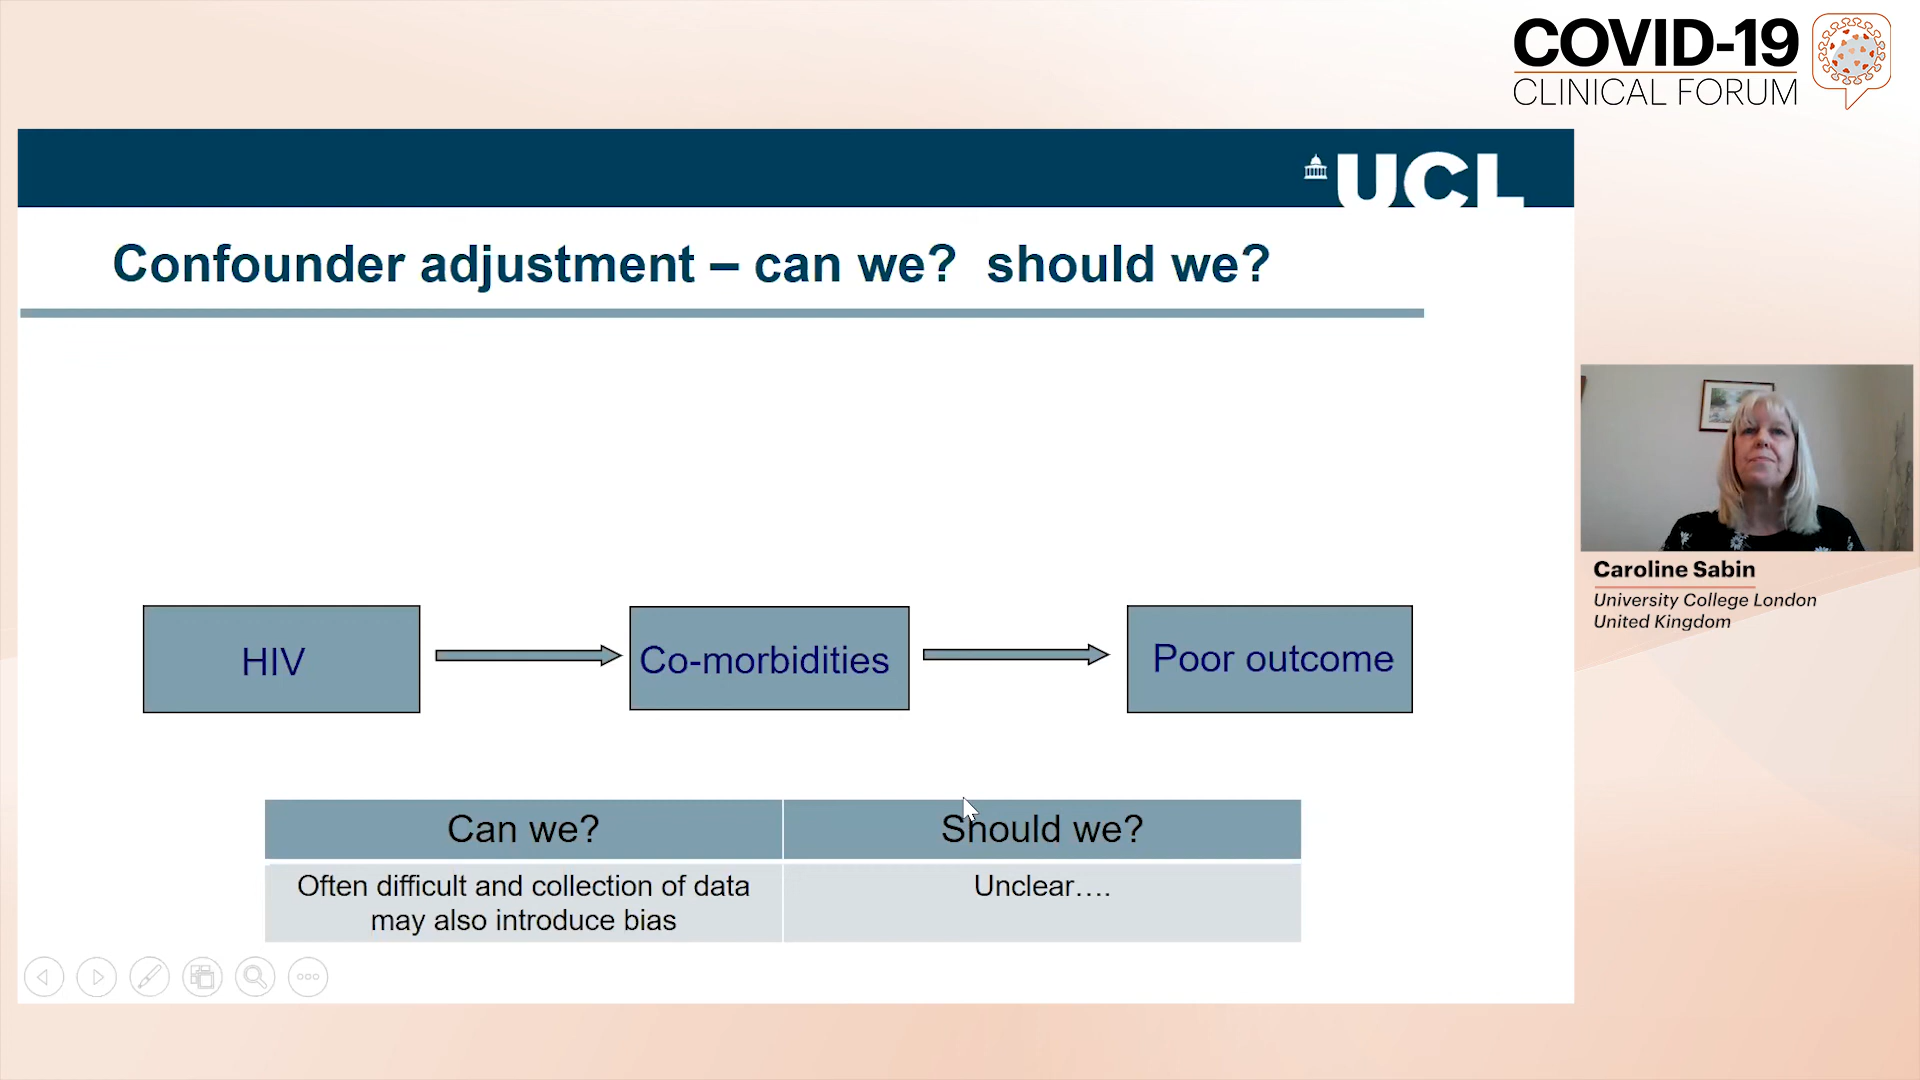 COVID-19
CLINICAL FORUM
UCL
Confounder adjustment – can we?  should we?
HIV
Co-morbidities
Poor outcome
Can we?
Should we?
Often difficult and collection of data
may also introduce bias
Unclear….
Caroline Sabin
University College London
United Kingdom